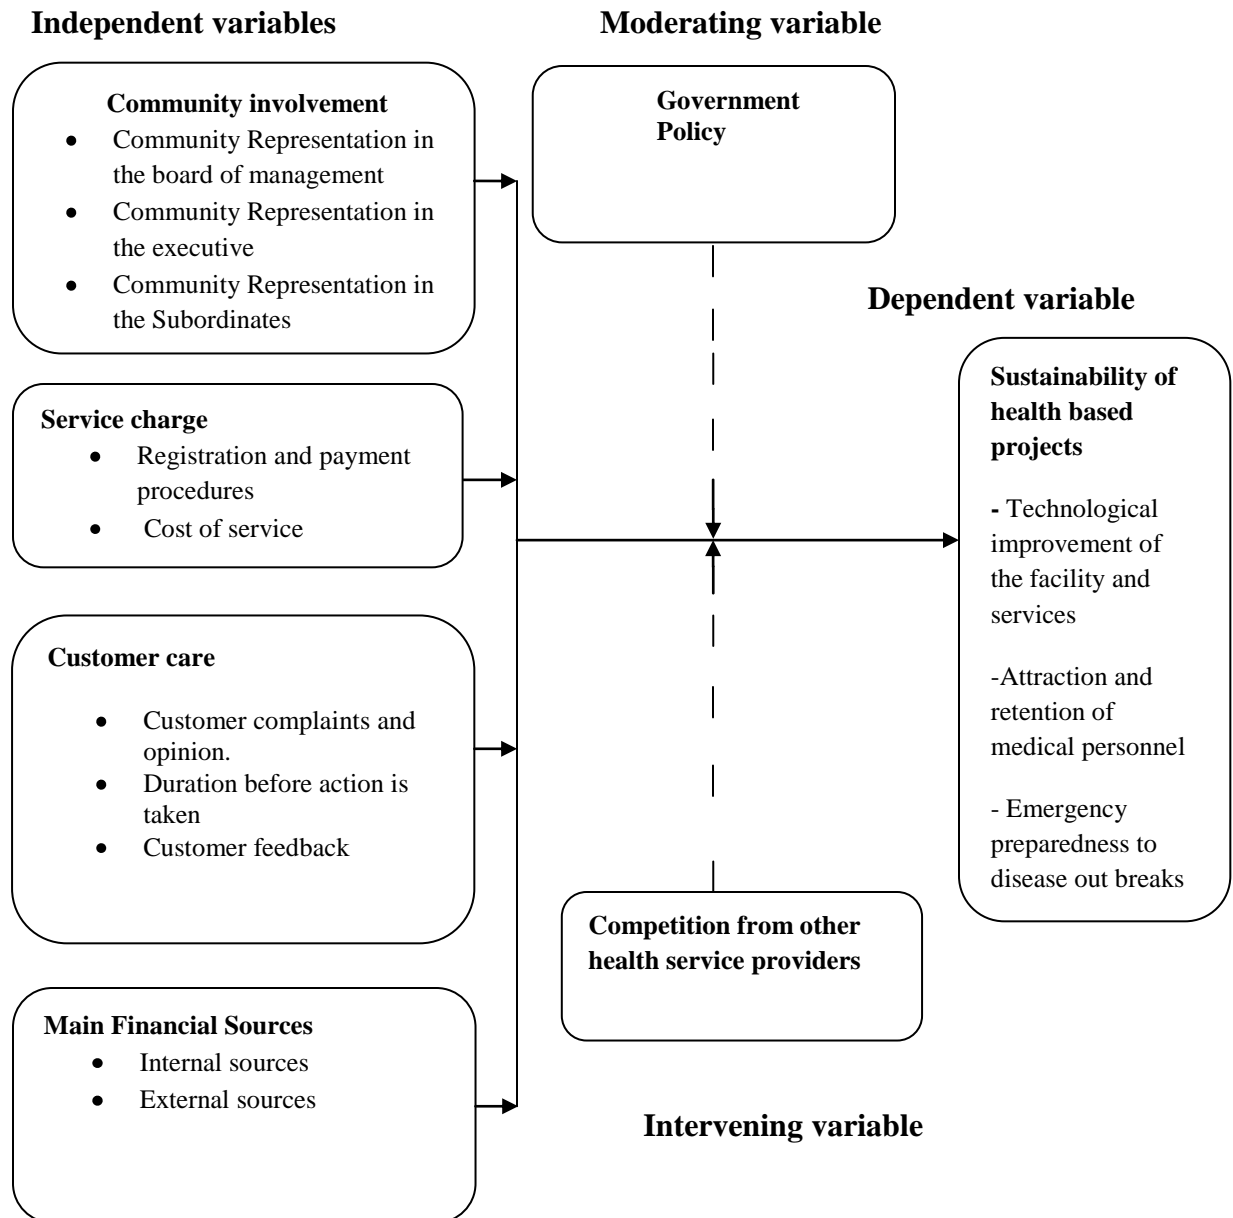 Independent variables
Community involvement
● Community Representation in
the board of management
● Community Representation in
the executive
● Community Representation in
the Subordinates
Service charge
● Registration and payment
procedures
● Cost of service
Customer care
● Customer complaints and
opinion.
● Duration before action is
taken
● Customer feedback
Main Financial Sources
● Internal sources
● External sources
Moderating variable
Government
Policy
Competition from other
health service providers
Intervening variable
Dependent variable
Sustainability of
health based
projects
- Technological
improvement of
the facility and
services
-Attraction and
retention of
medical personnel
- Emergency
preparedness to
disease out breaks